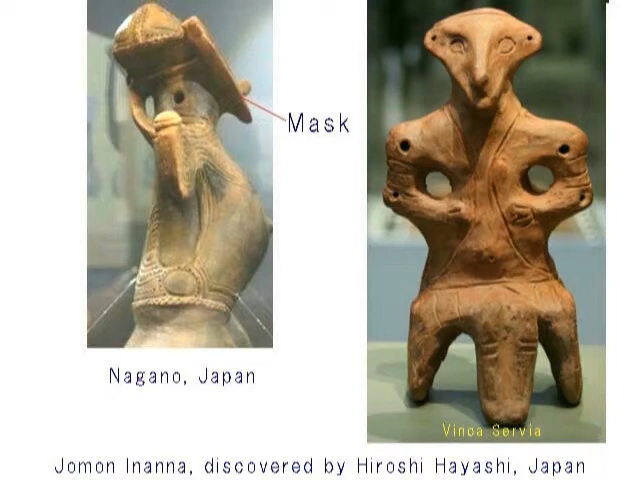 Mask
Nagano, Japan
Vinca Servia
Jomon Inanna, discovered by Hiroshi Hayashi, Japan